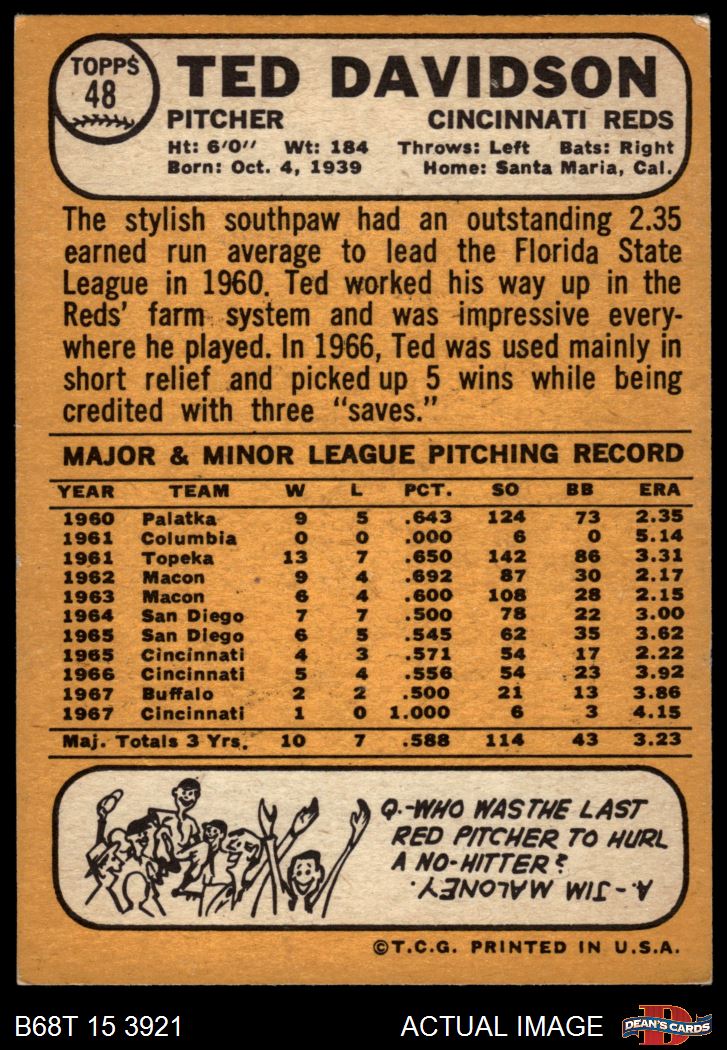 TOPPS
48
TED DAVIDSON
PITCHER CINCINNATI REDS
Ht: 6'0" Wt: 184 Throws: Left Bats: Right
Born: Oct. 4, 1939 Home: Santa Maria, Cal.
The stylish southpaw had an outstanding 2.35
earned run average to lead the Florida State
League in 1960. Ted worked his way up in the
Reds' farm system and was impressive every-
where he played. In 1966, Ted was used mainly in
short relief and picked up 5 wins while being
credited with three "saves."
MAJOR & MINOR LEAGUE PITCHING RECORD
YEAR TEAM W L PCT. SO BB ERA
1960 Palatka 9 5 .643 124 73 2.35
1961 Columbia 0 0 .000 6 0 5.14
1961 Topeka 13 7 .650 142 86 3.31
1962 Macon 9 4 .692 87 30 2.17
1963 Macon 6 4 .600 108 28 2.15
1964 San Diego 7 7 .500 78 22 3.00
1965 San Diego 6 5 .545 62 35 3.62
1965 Cincinnati 4 3 .571 54 17 2.22
1966 Cincinnati 5 4 .556 54 23 3.92
1967 Buffalo 2 2 .500 21 13 3.86
1967 Cincinnati 1 0 1.000 6 3 4.15
Maj. Totals 3 Yrs. 10 7 .588 114 43 3.23
Q.-WHO WAS THE LAST
RED PITCHER TO HURL
A NO-HITTER?
A.-JIM MALONEY.
©T.C.G. PRINTED IN U.S.A.
B68T 15 3921 ACTUAL IMAGE D DEAN'S CARDS